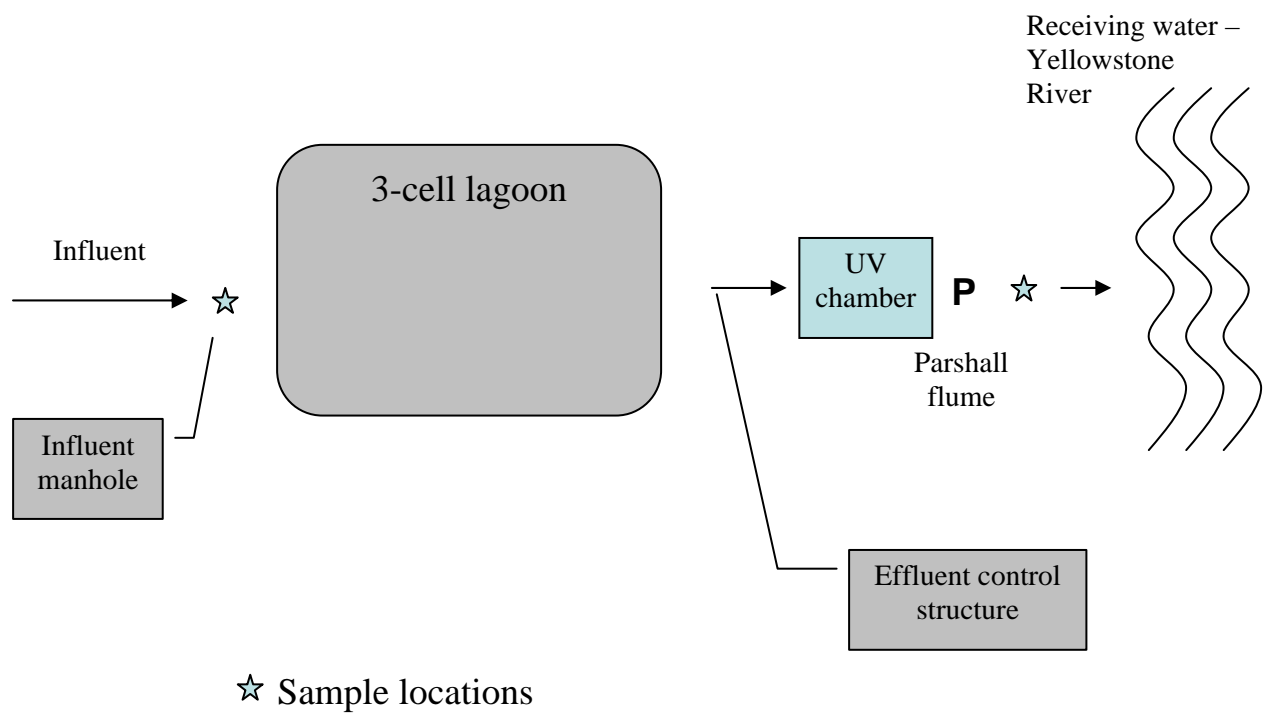 Receiving water –
Yellowstone
River
3-cell lagoon
Influent
UV
chamber
P
Parshall
flume
Influent
manhole
Effluent control
structure
Sample locations